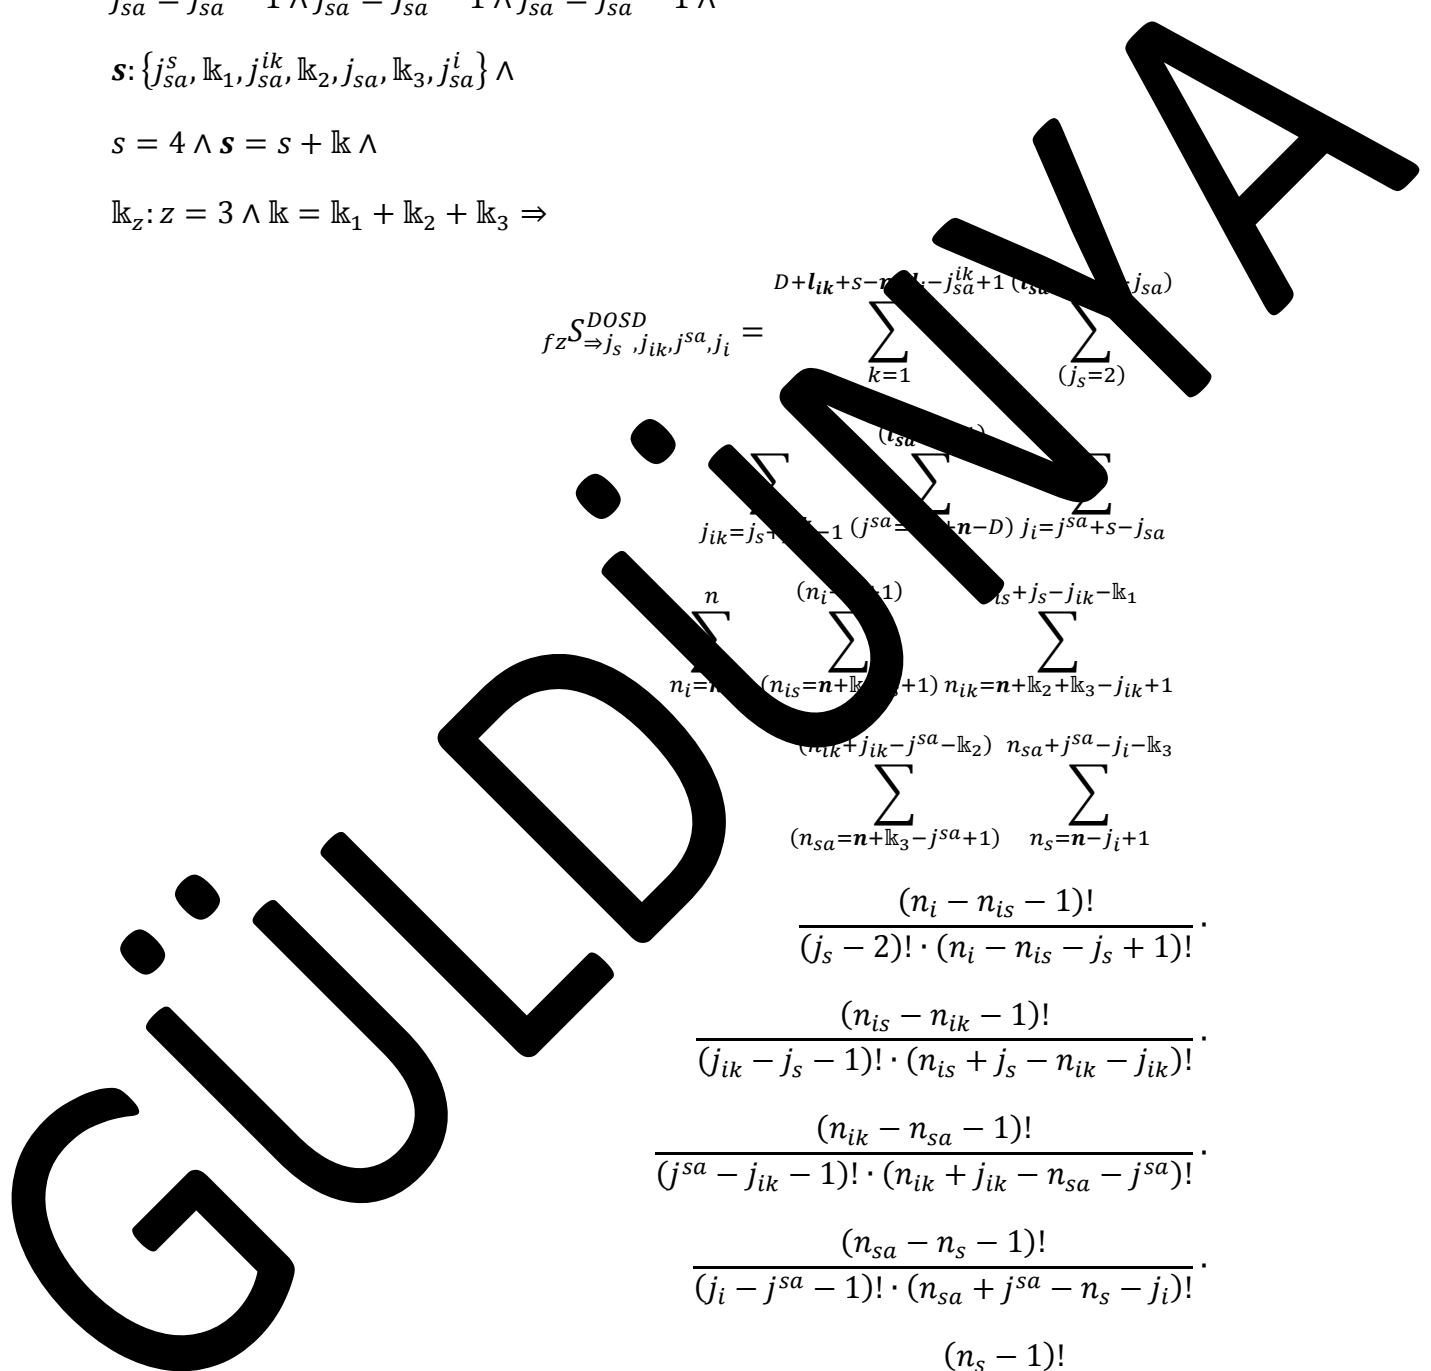 s: {j_{sa}^{s}, 𝕜_1, j_{sa}^{ik}, 𝕜_2, j_{sa}, 𝕜_3, j_{sa}^{i}} ∧
s = 4 ∧ s = s + 𝕜 ∧
𝕜_z: z = 3 ∧ 𝕜 = 𝕜_1 + 𝕜_2 + 𝕜_3 ⇒
_{fz}S_{⇒j_s ,j_{ik},j^{sa},j_i}^{DOSD} = ∑_{k=1} ∑_{(j_s=2)}
∑ ∑ ∑_{j_i=j^{sa}+s−j_{sa}}
∑^{n} ∑ ∑_{n_{ik}=n+𝕜_2+𝕜_3−j_{ik}+1}
∑_{(n_{sa}=n+𝕜_3−j^{sa}+1)}^{(n_{ik}+j_{ik}−j^{sa}−𝕜_2)} ∑_{n_s=n−j_i+1}^{n_{sa}+j^{sa}−j_i−𝕜_3}
(n_i − n_{is} − 1)!
(j_s − 2)! · (n_i − n_{is} − j_s + 1)! ·
(n_{is} − n_{ik} − 1)!
(j_{ik} − j_s − 1)! · (n_{is} + j_s − n_{ik} − j_{ik})! ·
(n_{ik} − n_{sa} − 1)!
(j^{sa} − j_{ik} − 1)! · (n_{ik} + j_{ik} − n_{sa} − j^{sa})! ·
(n_{sa} − n_s − 1)!
(j_i − j^{sa} − 1)! · (n_{sa} + j^{sa} − n_s − j_i)! ·
(n_s − 1)!
GÜLDÜNYA